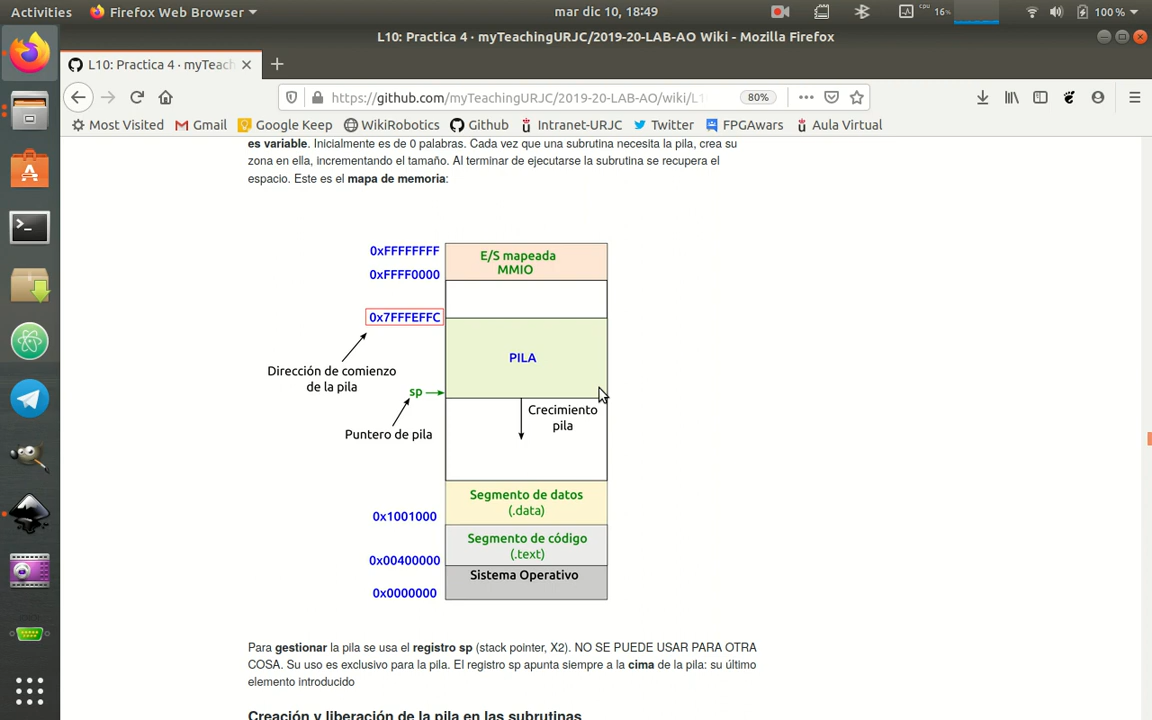 Activities
Firefox Web Browser
mar dic 10, 18:49
cpu
16%
100 %
L10: Practica 4 · myTeachingURJC/2019-20-LAB-AO Wiki - Mozilla Firefox
L10: Practica 4 · myTeach
https://github.com/myTeachingURJC/2019-20-LAB-AO/wiki/L1
80%
Most Visited
Gmail
Google Keep
WikiRobotics
Github
Intranet-URJC
Twitter
FPGAwars
Aula Virtual
es variable. Inicialmente es de 0 palabras. Cada vez que una subrutina necesita la pila, crea su
zona en ella, incrementando el tamaño. Al terminar de ejecutarse la subrutina se recupera el
espacio. Este es el mapa de memoria:
0xFFFFFFFF
E/S mapeada
MMIO
0xFFFF0000
0x7FFFEFFC
PILA
Dirección de comienzo
de la pila
sp
Crecimiento
pila
Puntero de pila
Segmento de datos
(.data)
0x1001000
Segmento de código
(.text)
0x00400000
Sistema Operativo
0x0000000
Para gestionar la pila se usa el registro sp (stack pointer, X2). NO SE PUEDE USAR PARA OTRA
COSA. Su uso es exclusivo para la pila. El registro sp apunta siempre a la cima de la pila: su último
elemento introducido
Creación y liberación de la pila en las subrutinas